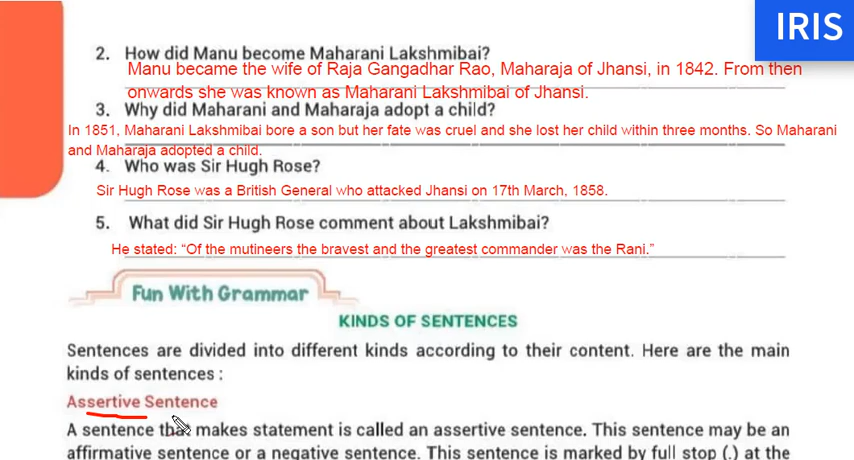 IRIS
2. How did Manu become Maharani Lakshmibai?
Manu became the wife of Raja Gangadhar Rao, Maharaja of Jhansi, in 1842. From then
onwards she was known as Maharani Lakshmibai of Jhansi.
3. Why did Maharani and Maharaja adopt a child?
In 1851, Maharani Lakshmibai bore a son but her fate was cruel and she lost her child within three months. So Maharani
and Maharaja adopted a child.
4. Who was Sir Hugh Rose?
Sir Hugh Rose was a British General who attacked Jhansi on 17th March, 1858.
5. What did Sir Hugh Rose comment about Lakshmibai?
He stated: “Of the mutineers the bravest and the greatest commander was the Rani.”
Fun With Grammar
KINDS OF SENTENCES
Sentences are divided into different kinds according to their content. Here are the main
kinds of sentences :
Assertive Sentence
A sentence that makes statement is called an assertive sentence. This sentence may be an
affirmative sentence or a negative sentence. This sentence is marked by full stop (.) at the